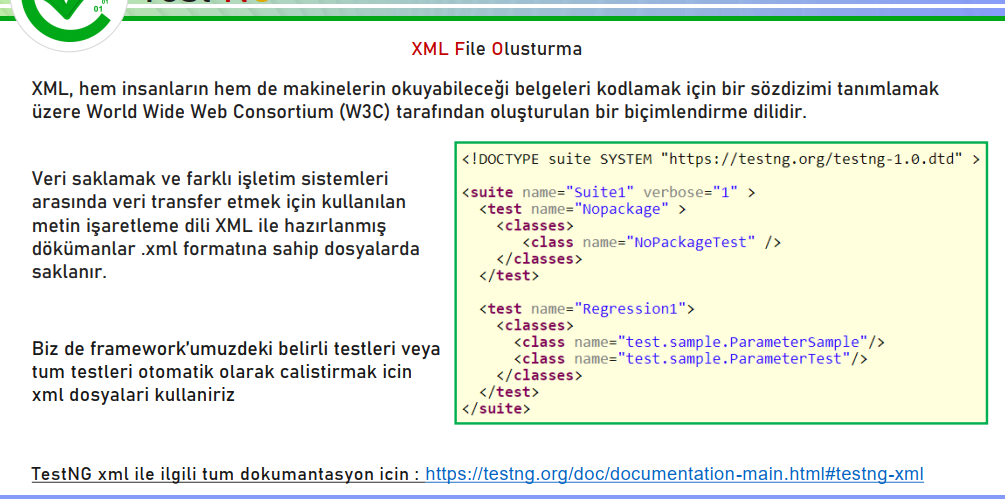 01
01
XML File Olusturma
XML, hem insanların hem de makinelerin okuyabileceği belgeleri kodlamak için bir sözdizimi tanımlamak
üzere World Wide Web Consortium (W3C) tarafından oluşturulan bir biçimlendirme dilidir.
Veri saklamak ve farklı işletim sistemleri
arasında veri transfer etmek için kullanılan
metin işaretleme dili XML ile hazırlanmış
dökümanlar .xml formatına sahip dosyalarda
saklanır.
Biz de framework'umuzdeki belirli testleri veya
tum testleri otomatik olarak calistirmak icin
xml dosyalari kullaniriz
<!DOCTYPE suite SYSTEM "https://testng.org/testng-1.0.dtd" >
<suite name="Suite1" verbose="1" >
<test name="Nopackage" >
<classes>
<class name="NoPackageTest" />
</classes>
</test>
<test name="Regression1">
<classes>
<class name="test.sample.ParameterSample"/>
<class name="test.sample.ParameterTest"/>
</classes>
</test>
</suite>
TestNG xml ile ilgili tum dokumantasyon icin : https://testng.org/doc/documentation-main.html#testng-xml